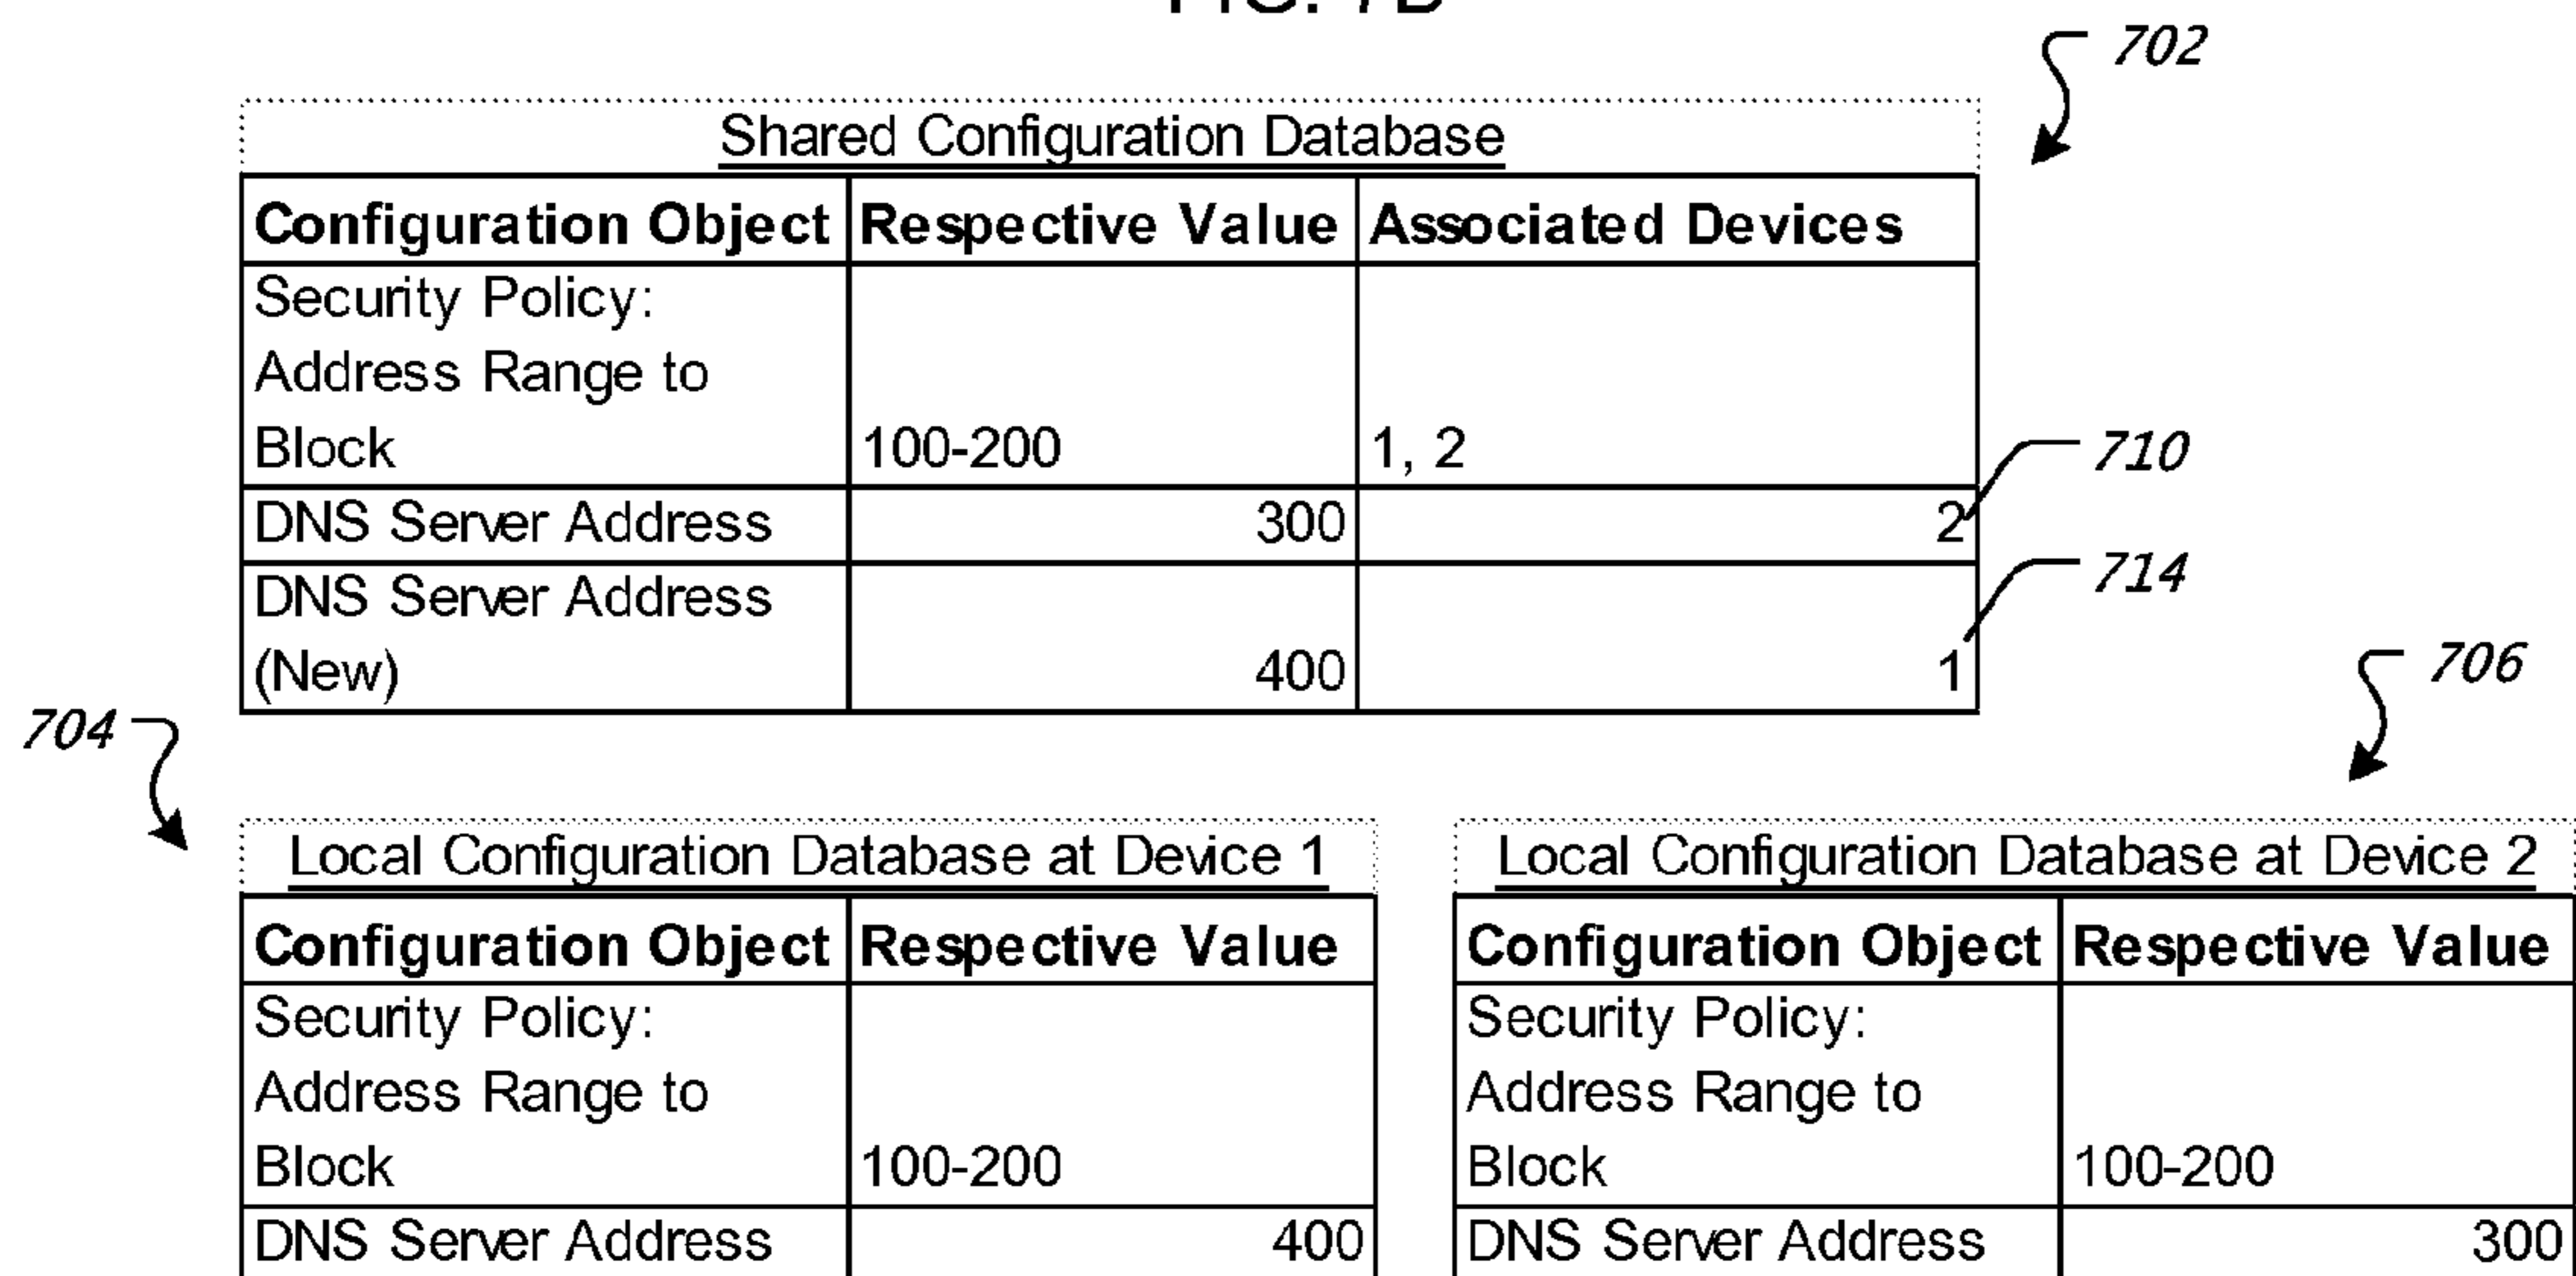 FIG. 7B
702
Shared Configuration Database
Configuration Object Respective Value Associated Devices
Security Policy:
Address Range to
Block 100-200 1, 2
710
DNS Server Address 300 2
714
DNS Server Address
(New) 400 1
706
704
Local Configuration Database at Device 1
Configuration Object Respective Value
Security Policy:
Address Range to
Block 100-200
DNS Server Address 400
Local Configuration Database at Device 2
Configuration Object Respective Value
Security Policy:
Address Range to
Block 100-200
DNS Server Address 300